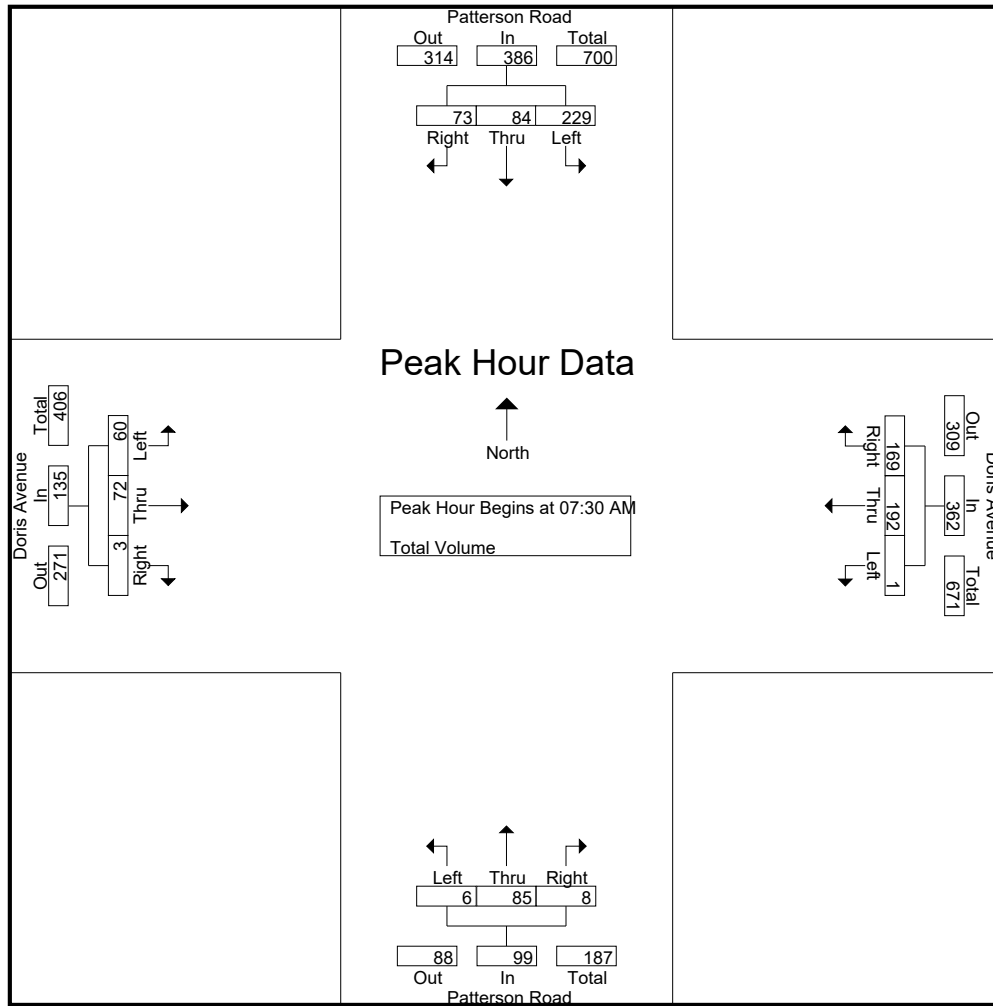 Patterson Road
Out In Total
314 386 700
73 84 229
Right Thru Left
Peak Hour Data
North
Peak Hour Begins at 07:30 AM
Total Volume
Doris Avenue
Total In Out
406 135 271
60 72 3
Left Thru Right
Doris Avenue
Out In Total
309 362 671
169 192 1
Right Thru Left
Left Thru Right
6 85 8
88 99 187
Out In Total
Patterson Road